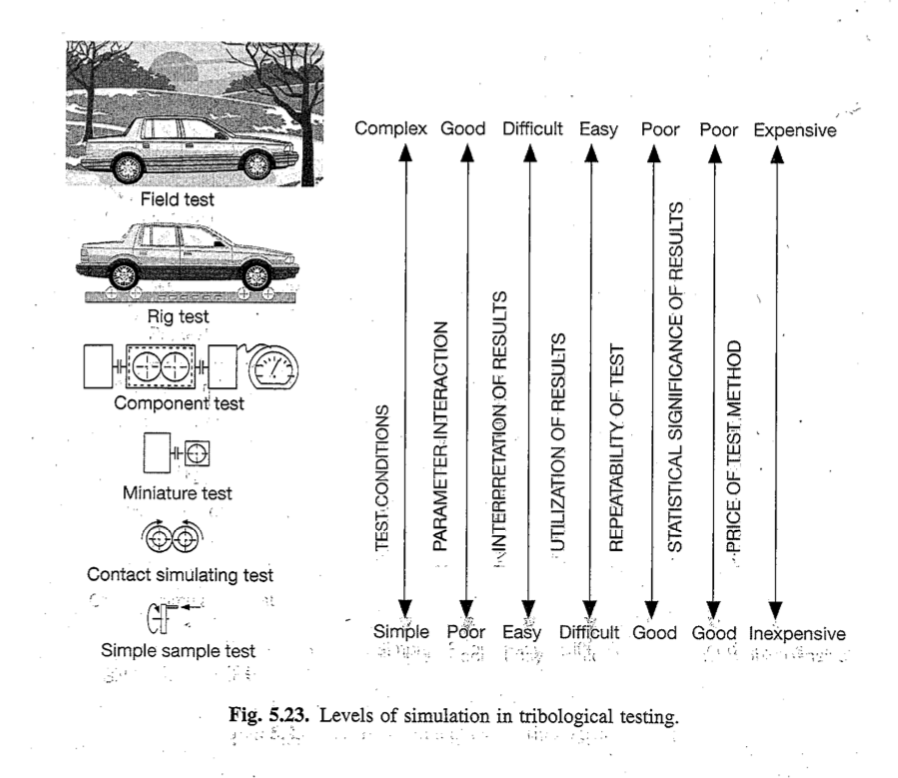 Complex Good Difficult Easy Poor Poor Expensive
Field test
Rig test
Component test
Miniature test
Contact simulating test
Simple sample test
TEST CONDITIONS
PARAMETER INTERACTION
INTERPRETATION OF RESULTS
UTILIZATION OF RESULTS
REPEATABILITY OF TEST
STATISTICAL SIGNIFICANCE OF RESULTS
PRICE OF TEST METHOD
Simple Poor Easy Difficult Good Good Inexpensive
Fig. 5.23. Levels of simulation in tribological testing.